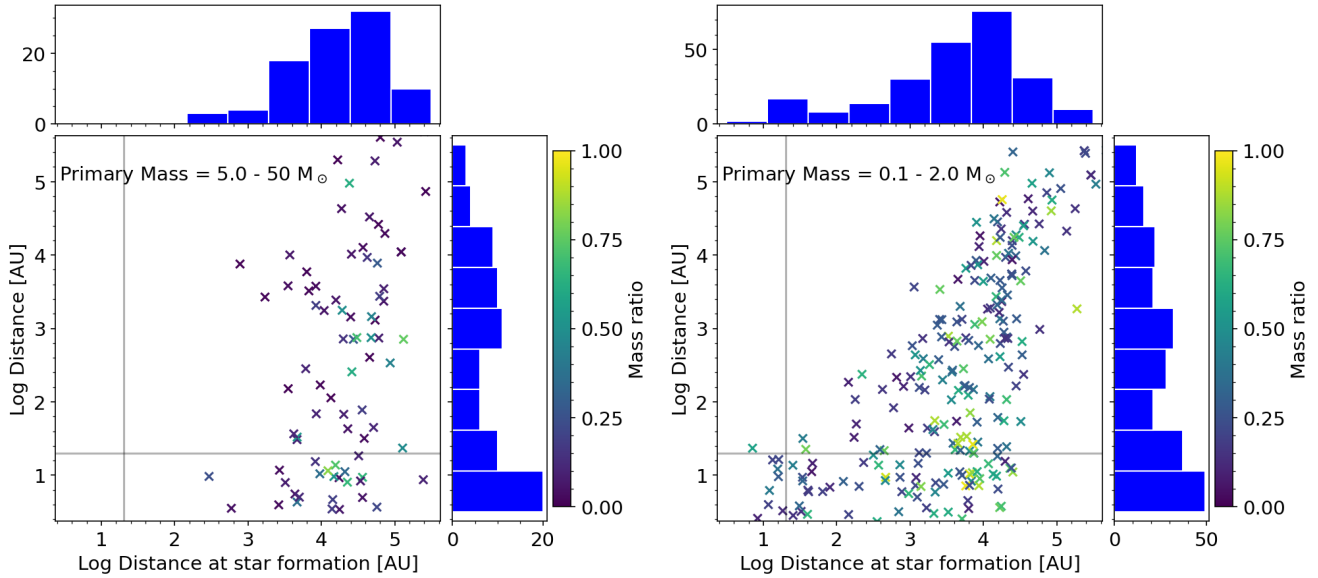 20
0
Primary Mass = 5.0 - 50 M⊙
5
4
3
2
1
Log Distance [AU]
1 2 3 4 5
Log Distance at star formation [AU]
0 20
1.00
0.75
0.50
0.25
0.00
Mass ratio
50
0
Primary Mass = 0.1 - 2.0 M⊙
5
4
3
2
1
Log Distance [AU]
1 2 3 4 5
Log Distance at star formation [AU]
0 50
1.00
0.75
0.50
0.25
0.00
Mass ratio